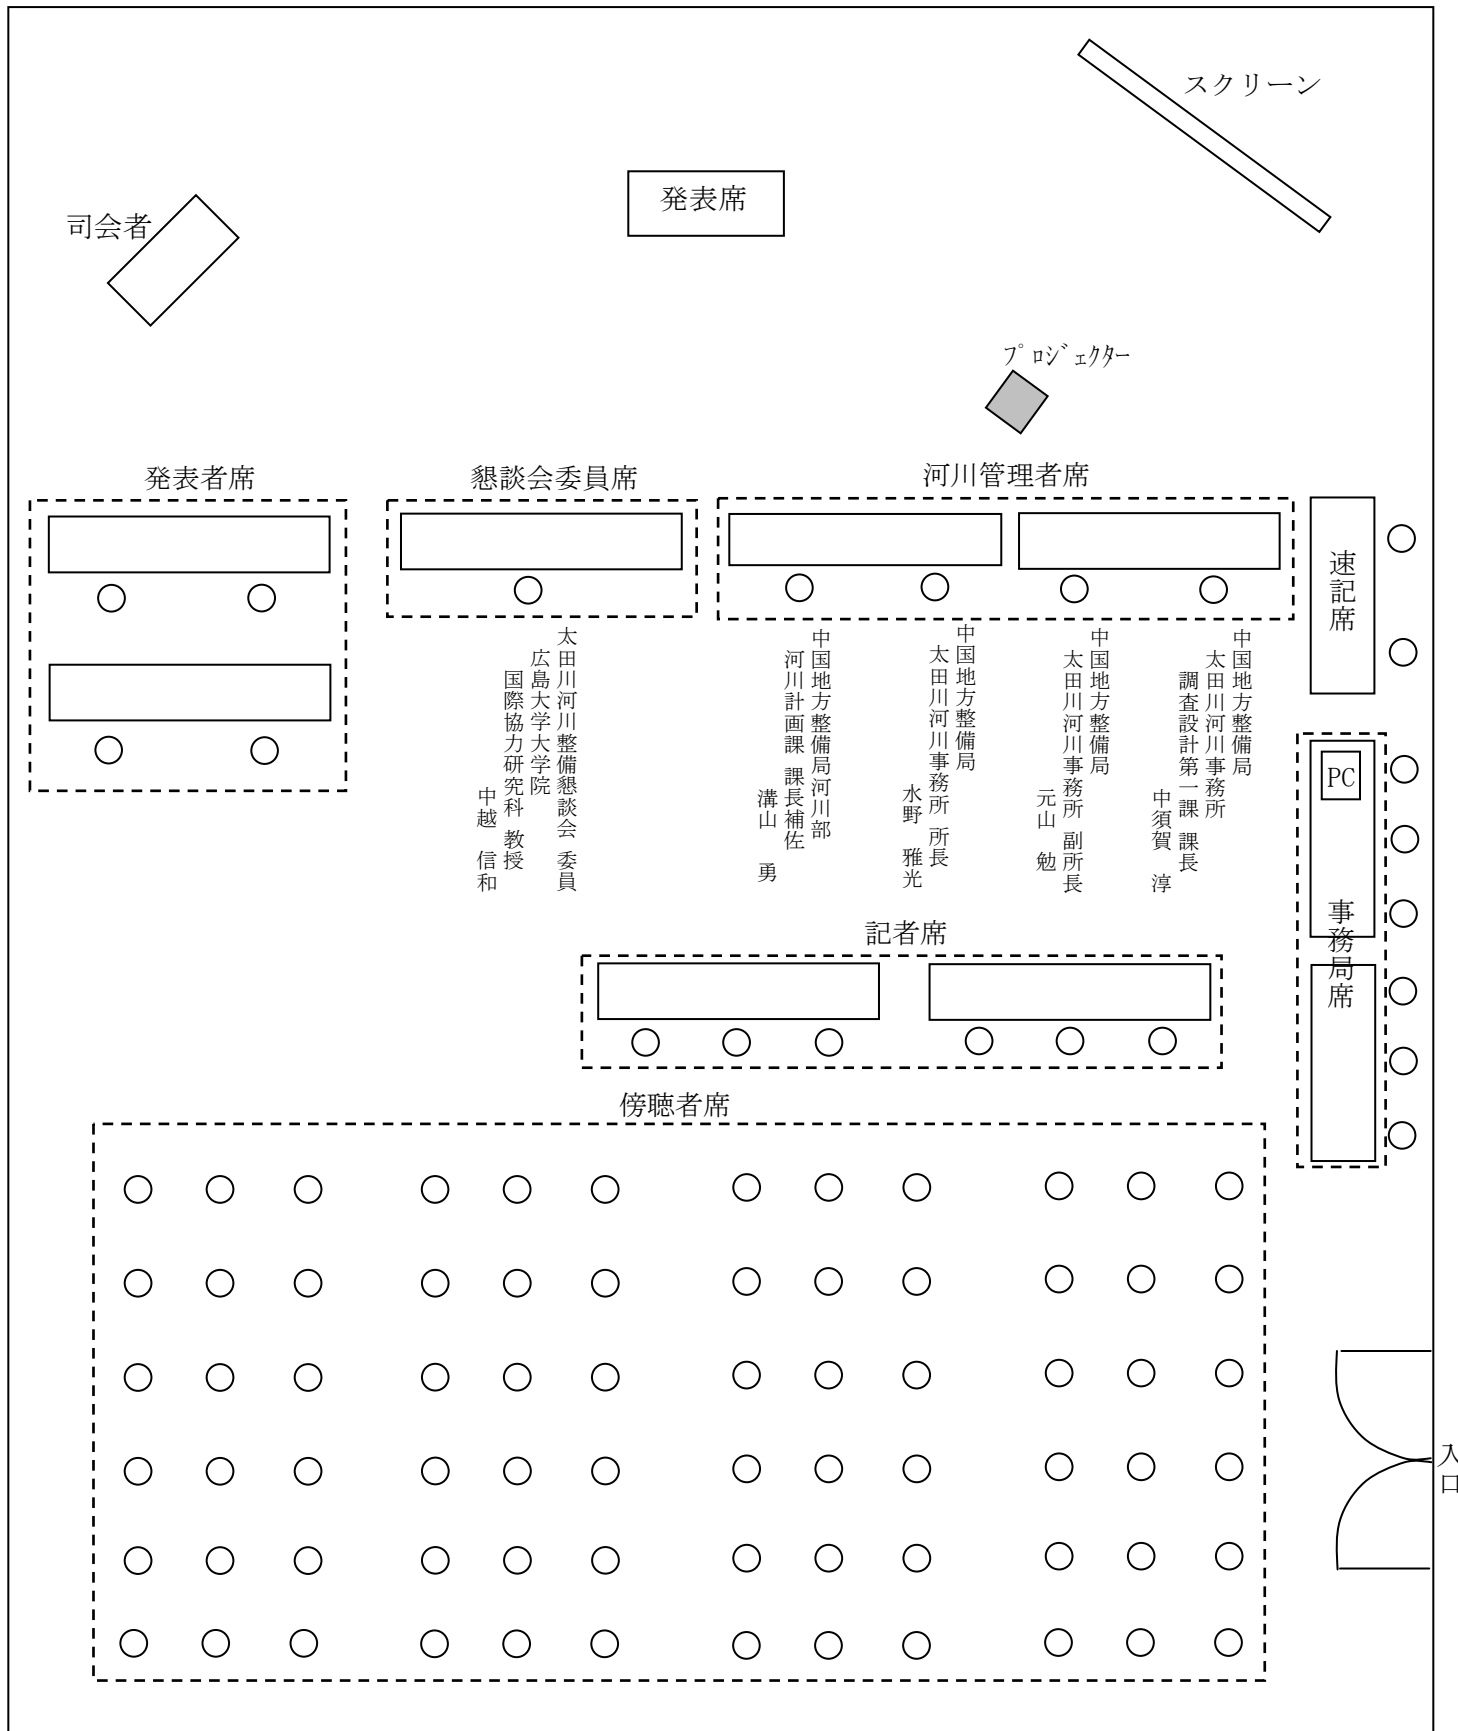 スクリーン
発表席
司会者
プロジェクター
発表者席
懇談会委員席
河川管理者席
速記席
太田川河川整備懇談会 委員
広島大学大学院
国際協力研究科 教授
中越 信和
中国地方整備局河川部
河川計画課 課長補佐
溝山 勇
中国地方整備局
太田川河川事務所 所長
水野 雅光
中国地方整備局
太田川河川事務所 副所長
元山 勉
中国地方整備局
太田川河川事務所
調査設計第一課 課長
中須賀 淳
PC
事務局席
記者席
傍聴者席
入口